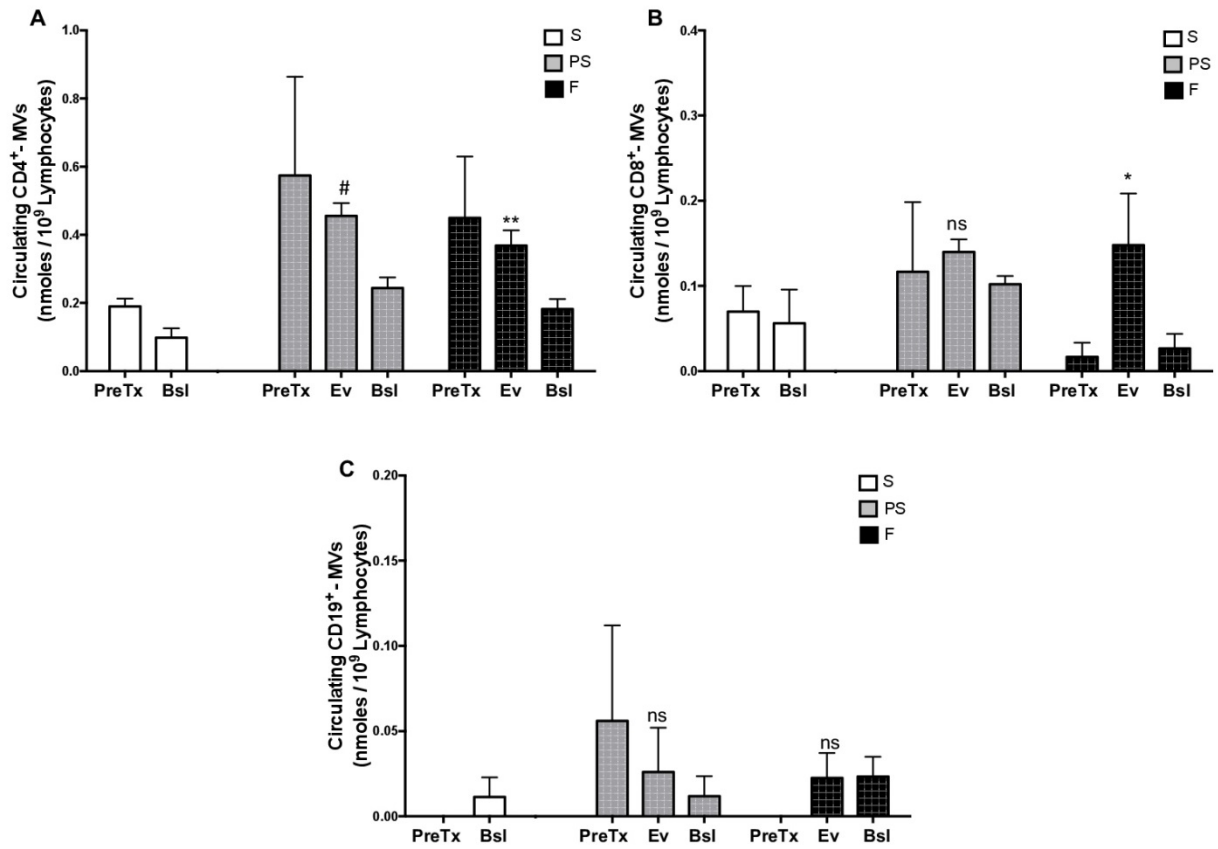 A
Circulating CD4+- MVs
(nmoles / 10⁹ Lymphocytes)
1.0
0.8
0.6
0.4
0.2
0.0
S
PS
F
#
**
PreTx Bsl PreTx Ev Bsl PreTx Ev Bsl
B
Circulating CD8+- MVs
(nmoles / 10⁹ Lymphocytes)
0.4
0.3
0.2
0.1
0.0
S
PS
F
ns
*
PreTx Bsl PreTx Ev Bsl PreTx Ev Bsl
C
Circulating CD19+- MVs
(nmoles / 10⁹ Lymphocytes)
0.20
0.15
0.10
0.05
0.00
S
PS
F
ns
ns
PreTx Bsl PreTx Ev Bsl PreTx Ev Bsl